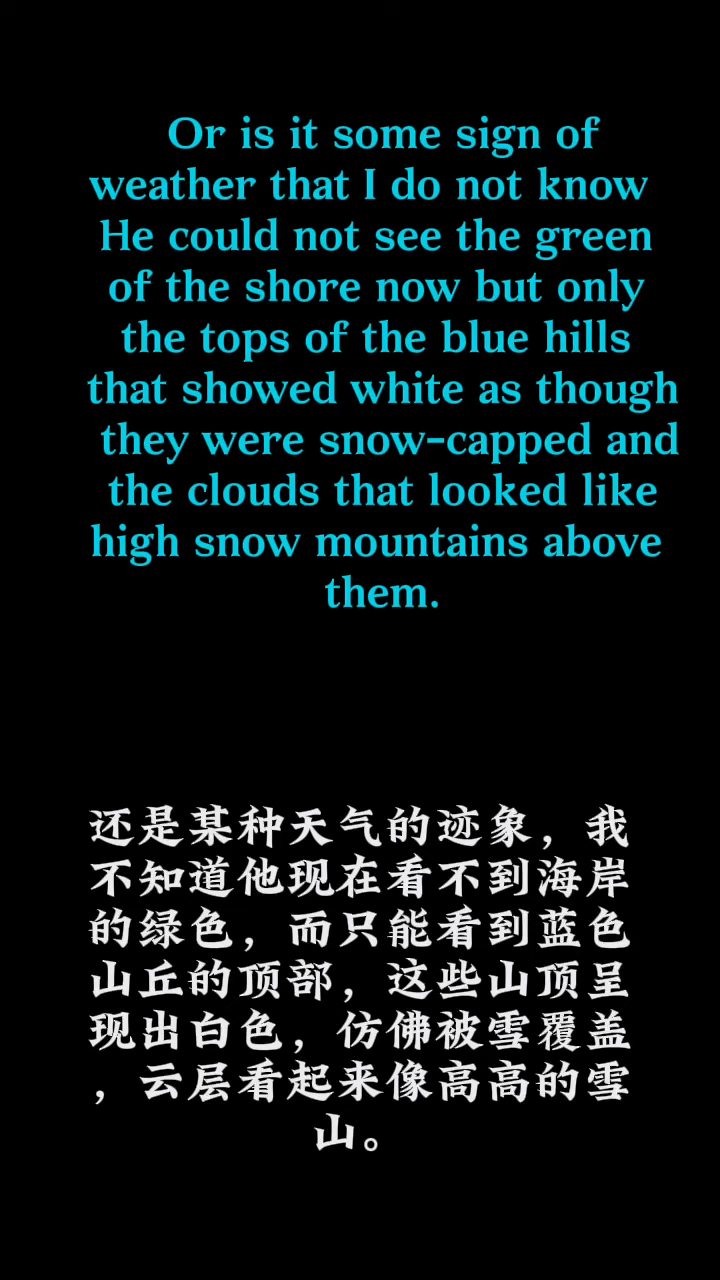 Or is it some sign of
weather that I do not know
He could not see the green
of the shore now but only
the tops of the blue hills
that showed white as though
they were snow-capped and
the clouds that looked like
high snow mountains above
them.
还是某种天气的迹象，我
不知道他现在看不到海岸
的绿色，而只能看到蓝色
山丘的顶部，这些山顶呈
现出白色，仿佛被雪覆盖
，云层看起来像高高的雪
山。